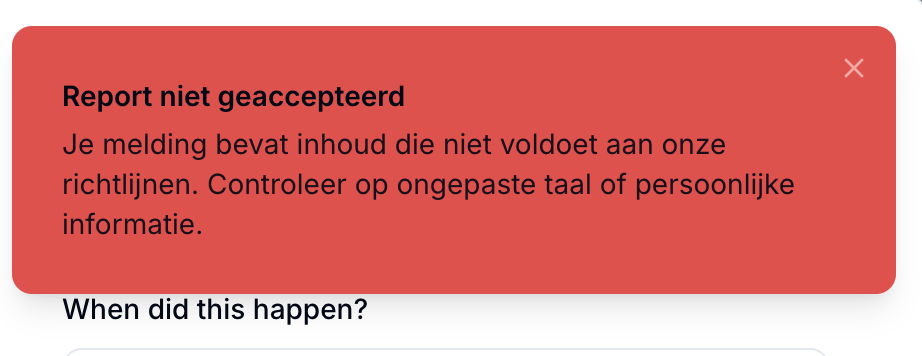 Report niet geaccepteerd
Je melding bevat inhoud die niet voldoet aan onze
richtlijnen. Controleer op ongepaste taal of persoonlijke
informatie.
When did this happen?